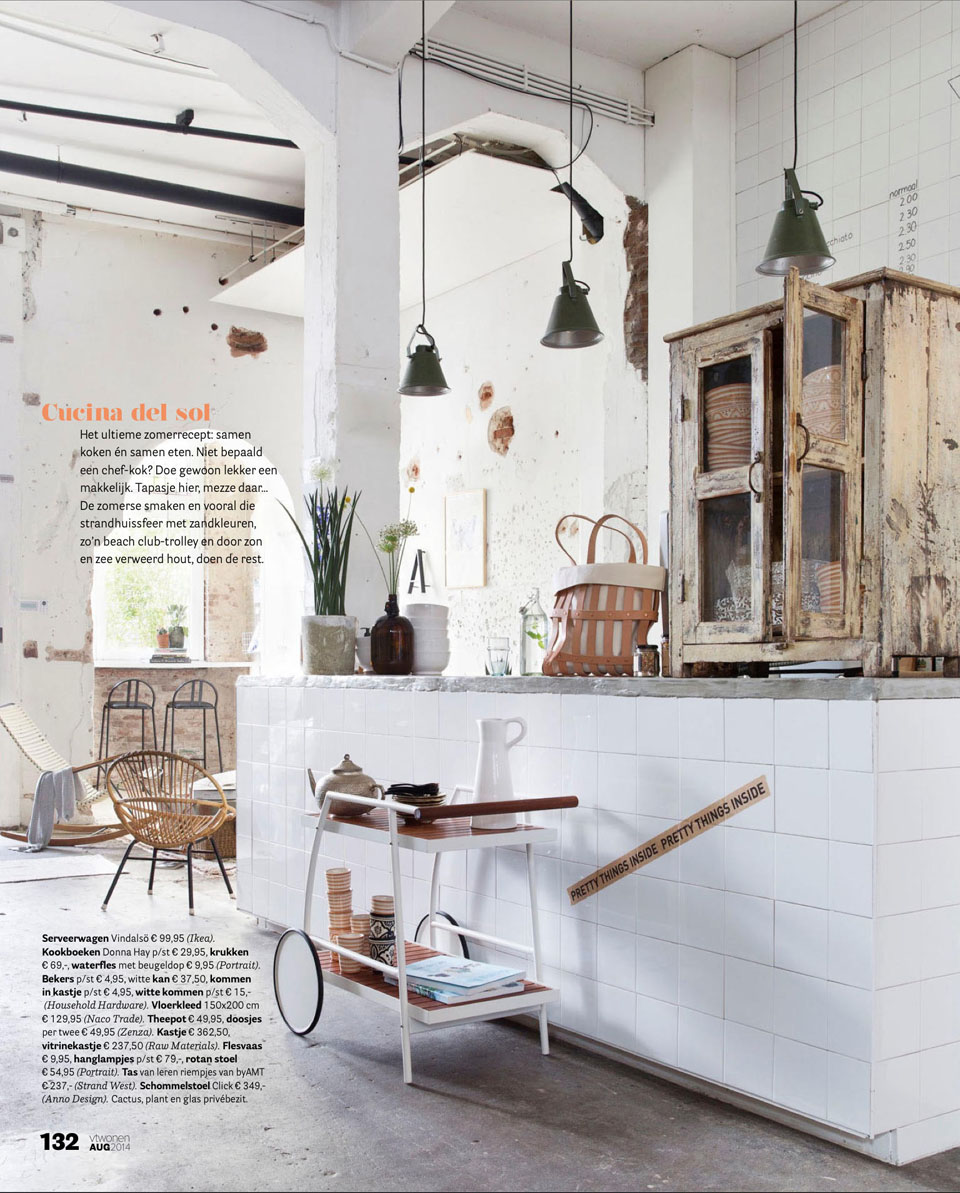 normaal
2.00
2.30
2.30
2.50
2.30
Cucina del sol
Het ultieme zomerrecept: samen
koken én samen eten. Niet bepaald
een chef-kok? Doe gewoon lekker een
makkelijk. Tapasje hier, mezze daar...
De zomerse smaken en vooral die
strandhuissfeer met zandkleuren,
zo'n beach club-trolley en door zon
en zee verweerd hout, doen de rest.
A
PRETTY THINGS INSIDE PRETTY THINGS INSIDE
Serveerwagen Vindalsö € 99,95 (Ikea).
Kookboeken Donna Hay p/st € 29,95, krukken
€ 69,-, waterfles met beugeldop € 9,95 (Portrait).
Bekers p/st € 4,95, witte kan € 37,50, kommen
in kastje p/st € 4,95, witte kommen p/st € 15,-
(Household Hardware). Vloerkleed 150x200 cm
€ 129,95 (Naco Trade). Theepot € 49,95, doosjes
per twee € 49,95 (Zenza). Kastje € 362,50,
vitrinekastje € 237,50 (Raw Materials). Flesvaas
€ 9,95, hanglampjes p/st € 79,-, rotan stoel
€ 54,95 (Portrait). Tas van leren riempjes van byAMT
€ 237,- (Strand West). Schommelstoel Click € 349,-
(Anno Design). Cactus, plant en glas privébezit.
132 vtwonen
AUG2014